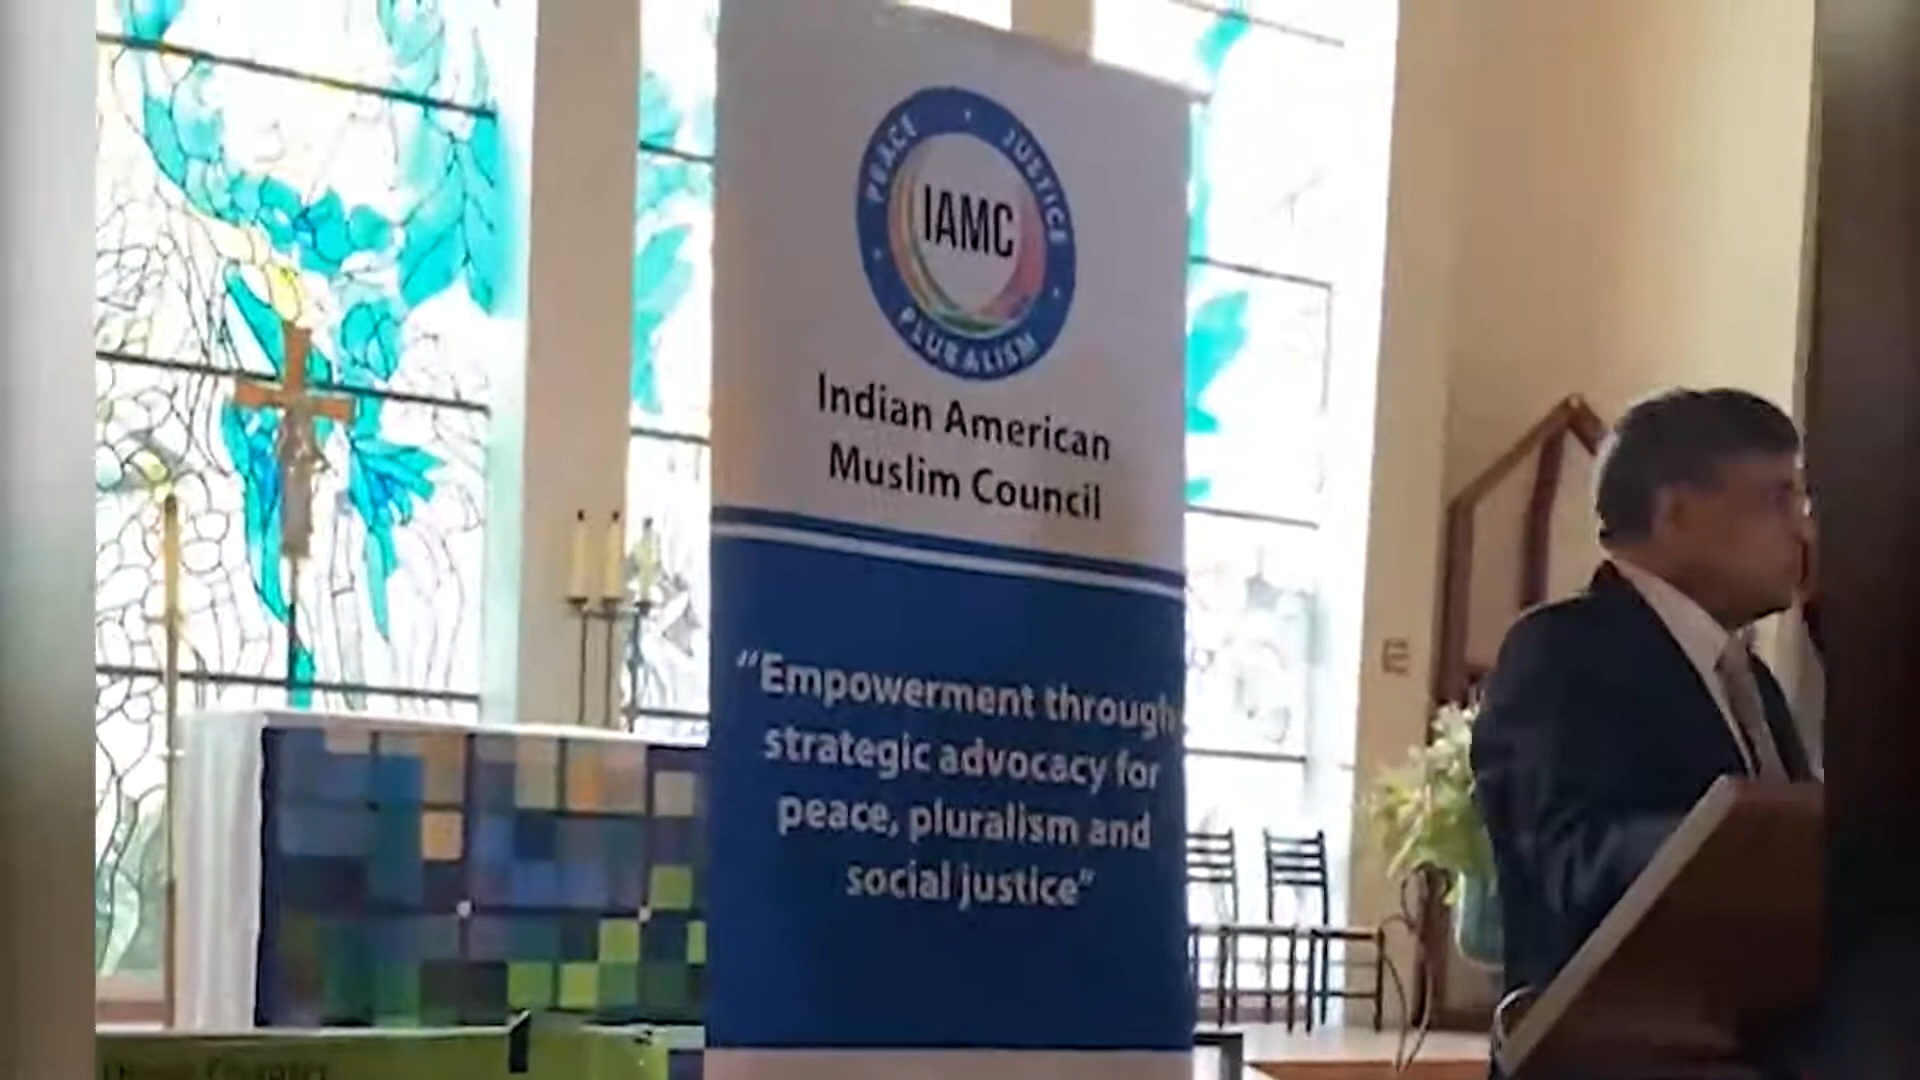 PEACE · JUSTICE · PLURALISM ·
IAMC
Indian American
Muslim Council
“Empowerment through
strategic advocacy for
peace, pluralism and
social justice”